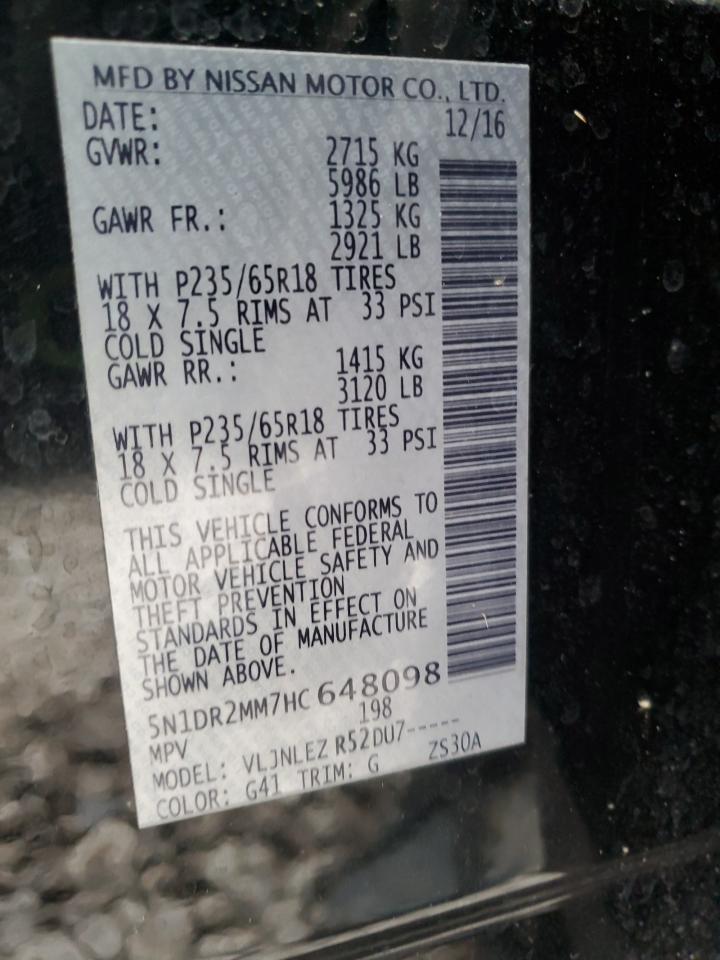 MFD BY NISSAN MOTOR CO., LTD.
DATE: 12/16
GVWR: 2715 KG
5986 LB
GAWR FR.: 1325 KG
2921 LB
WITH P235/65R18 TIRES
18 X 7.5 RIMS AT 33 PSI
COLD SINGLE
GAWR RR.: 1415 KG
3120 LB
WITH P235/65R18 TIRES
18 X 7.5 RIMS AT 33 PSI
COLD SINGLE
THIS VEHICLE CONFORMS TO
ALL APPLICABLE FEDERAL
MOTOR VEHICLE SAFETY AND
THEFT PREVENTION
STANDARDS IN EFFECT ON
THE DATE OF MANUFACTURE
SHOWN ABOVE.
5N1DR2MM7HC 648098
MPV 198
MODEL: VLJNLEZ R52DU7-----
COLOR: G41 TRIM: G ZS30A